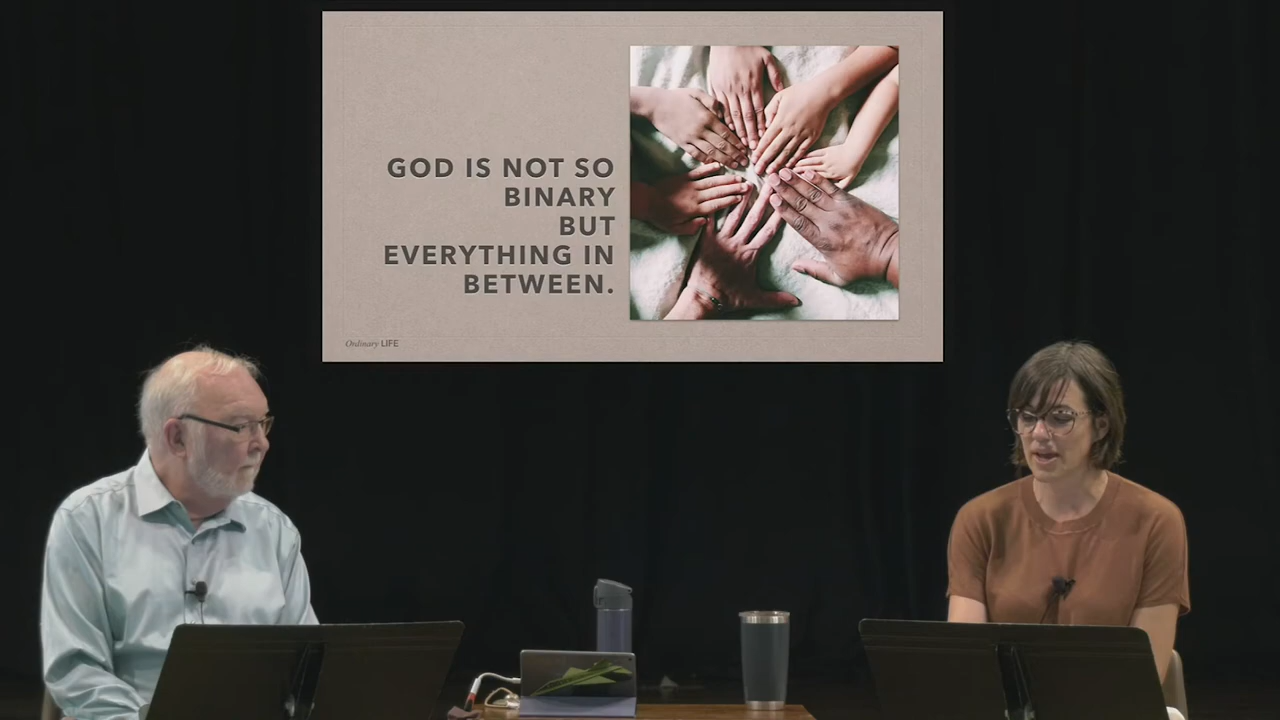 GOD IS NOT SO
BINARY
BUT
EVERYTHING IN
BETWEEN.
Ordinary LIFE